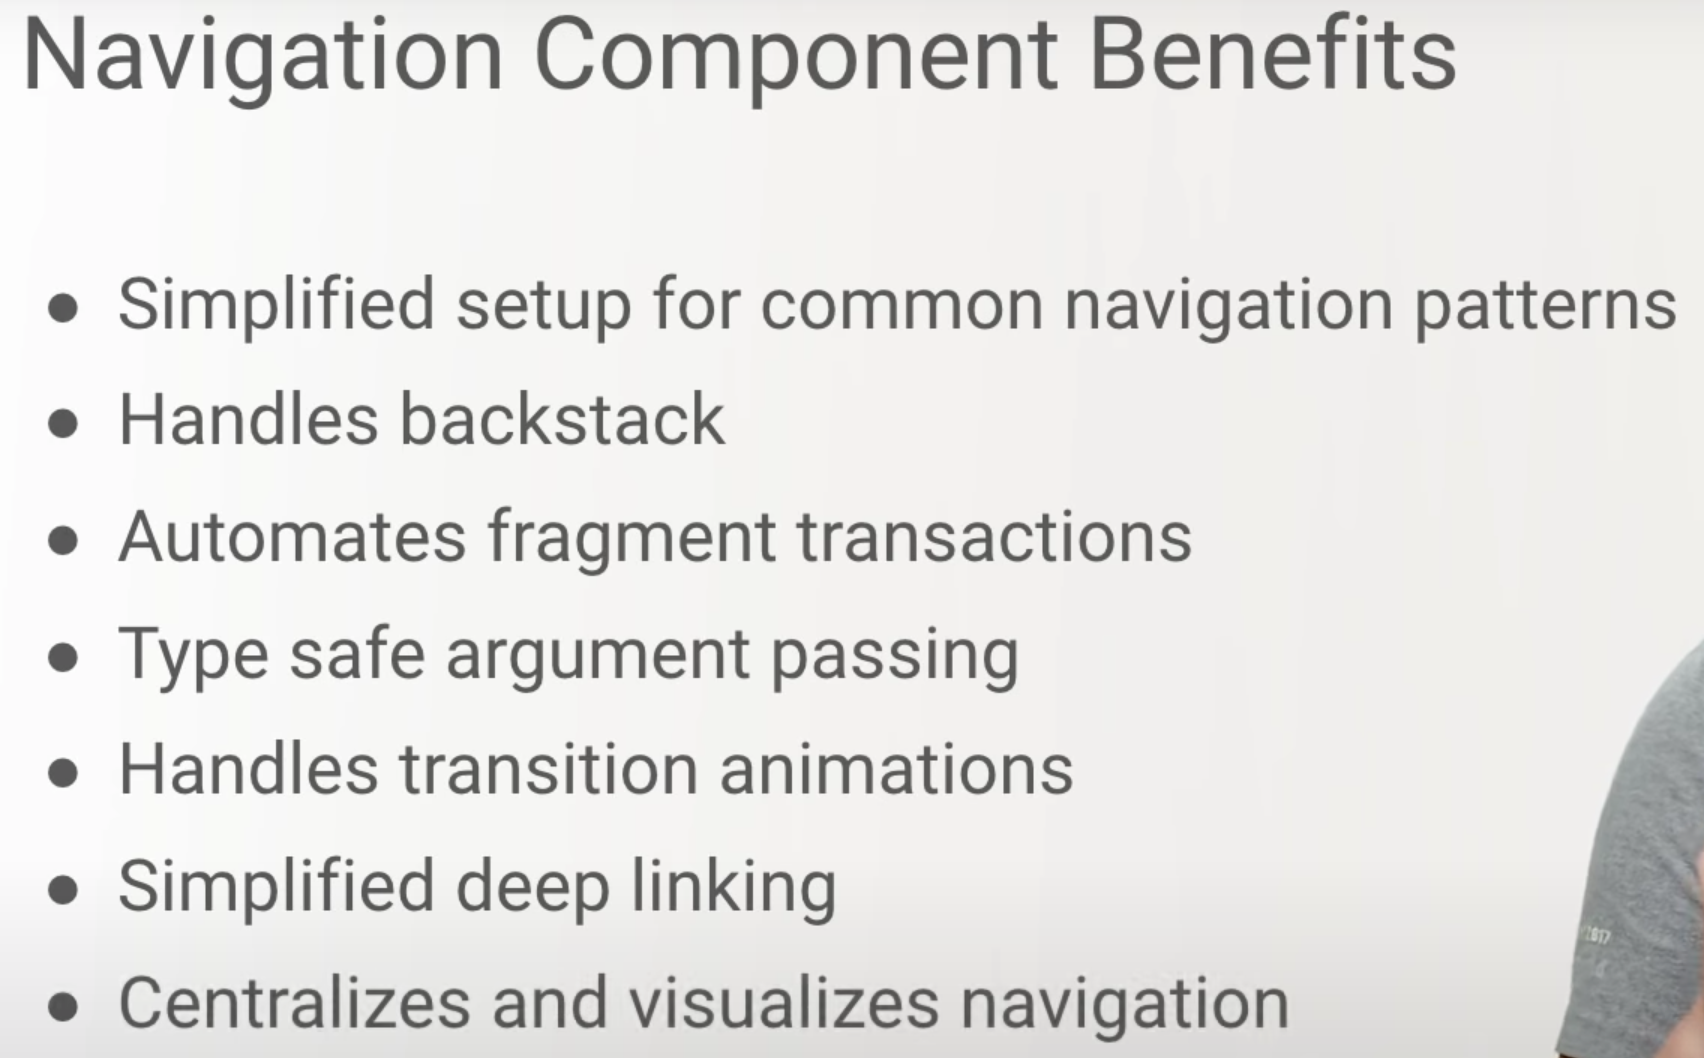 Navigation Component Benefits
● Simplified setup for common navigation patterns
● Handles backstack
● Automates fragment transactions
● Type safe argument passing
● Handles transition animations
● Simplified deep linking
● Centralizes and visualizes navigation
2017